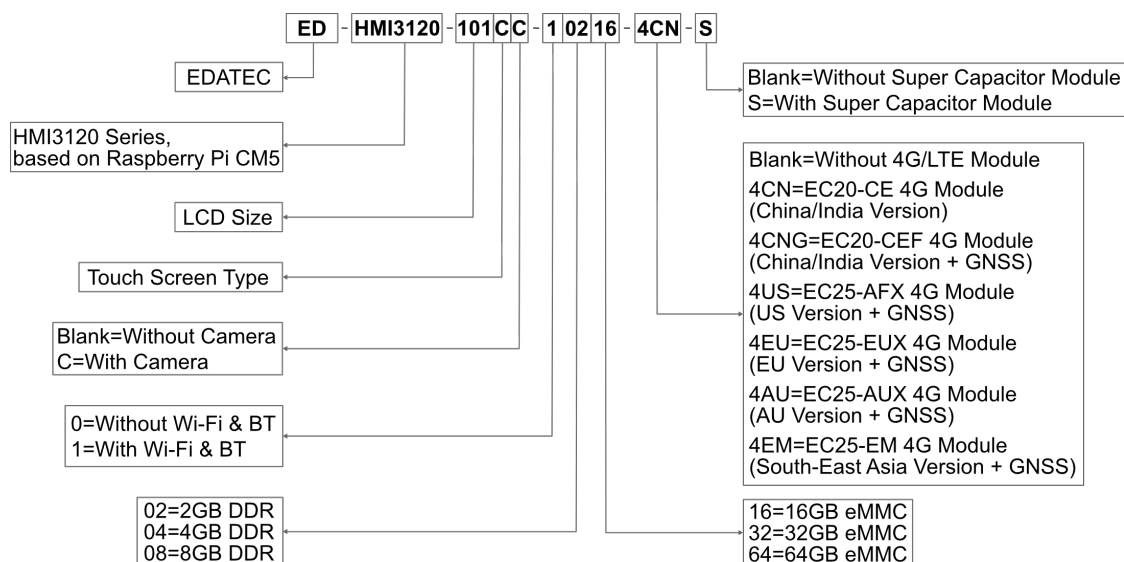 ED - HMI3120 - 101 C C - 1 02 16 - 4CN - S
EDATEC
HMI3120 Series,
based on Raspberry Pi CM5
LCD Size
Touch Screen Type
Blank=Without Camera
C=With Camera
0=Without Wi-Fi & BT
1=With Wi-Fi & BT
02=2GB DDR
04=4GB DDR
08=8GB DDR
Blank=Without Super Capacitor Module
S=With Super Capacitor Module
Blank=Without 4G/LTE Module
4CN=EC20-CE 4G Module
(China/India Version)
4CNG=EC20-CEF 4G Module
(China/India Version + GNSS)
4US=EC25-AFX 4G Module
(US Version + GNSS)
4EU=EC25-EUX 4G Module
(EU Version + GNSS)
4AU=EC25-AUX 4G Module
(AU Version + GNSS)
4EM=EC25-EM 4G Module
(South-East Asia Version + GNSS)
16=16GB eMMC
32=32GB eMMC
64=64GB eMMC